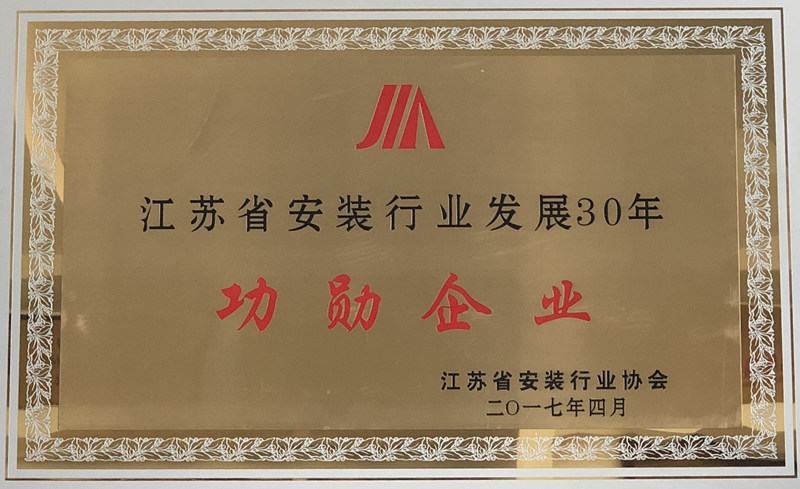 江苏省安装行业发展30年
功勋企业
江苏省安装行业协会
二〇一七年四月